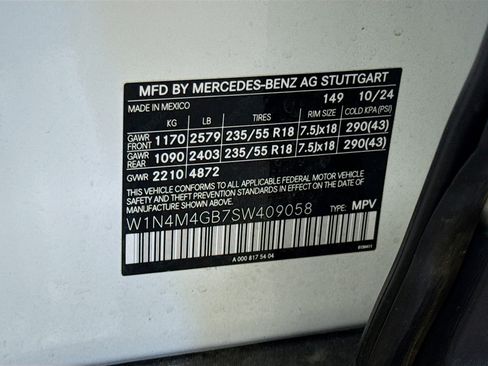 MFD BY MERCEDES-BENZ AG STUTTGART
MADE IN MEXICO 149 10/24
KG LB TIRES RIM SIZE COLD KPA(PSI)
GAWR FRONT 1170 2579 235/55 R18 7.5Jx18 290(43)
GAWR REAR 1090 2403 235/55 R18 7.5Jx18 290(43)
GWR 2210 4872
THIS VEHICLE CONFORMS TO ALL APPLICABLE FEDERAL MOTOR VEHICLE
SAFETY AND THEFT PREVENTION STANDARDS IN EFFECT ON THE DATE OF
MANUFACTURE SHOWN ABOVE.
W1N4M4GB7SW409058 TYPE: MPV
A 000 817 54 04